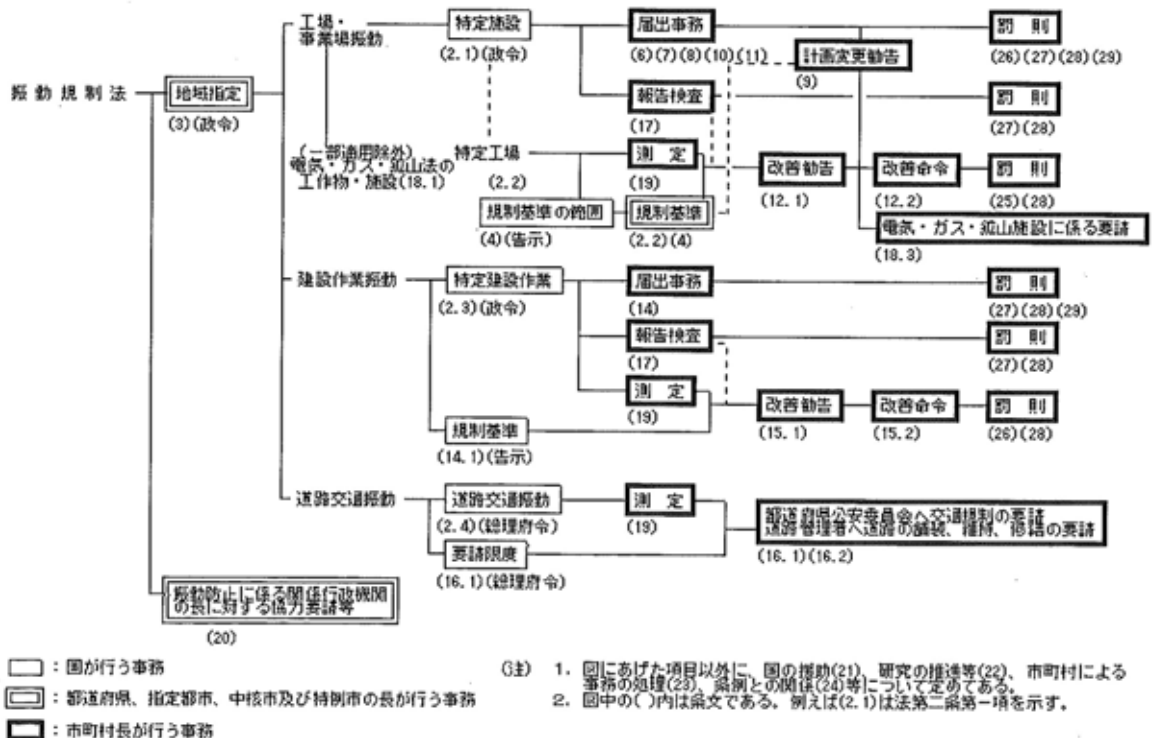 振動規制法
地域指定
(3)(政令)
工場・
事業場振動
特定施設
(2.1)(政令)
届出事務
(6)(7)(8)(10)(11)
計画変更勧告
(9)
罰 則
(26)(27)(28)(29)
報告検査
(17)
罰 則
(27)(28)
(一部適用除外)
電気・ガス・鉱山法の
工作物・施設(18.1)
特定工場
(2.2)
測 定
(19)
改善勧告
(12.1)
改善命令
(12.2)
罰 則
(25)(28)
規制基準の範囲
(4)(告示)
規制基準
(2.2)(4)
電気・ガス・鉱山施設に係る要請
(18.3)
建設作業振動
特定建設作業
(2.3)(政令)
届出事務
(14)
罰 則
(27)(28)(29)
報告検査
(17)
罰 則
(27)(28)
測 定
(19)
改善勧告
(15.1)
改善命令
(15.2)
罰 則
(26)(28)
規制基準
(14.1)(告示)
道路交通振動
道路交通振動
(2.4)(総理府令)
測 定
(19)
都道府県公安委員会へ交通規制の要請
道路管理署へ道路の舗装、維持、修繕の要請
(16.1)(16.2)
要請限度
(16.1)(総理府令)
振動防止に係る関係行政機関
の長に対する協力要請等
(20)
:国が行う事務
:都道府県、指定都市、中核市及び特例市の長が行う事務
:市町村長が行う事務
(注) 1. 図にあげた項目以外に、国の援助(21)、研究の推進等(22)、市町村による
事務の処理(23)、条例との関係(24)等について定めてある。
2. 図中の( )内は条文である。例えば(2.1)は法第二条第一項を示す。